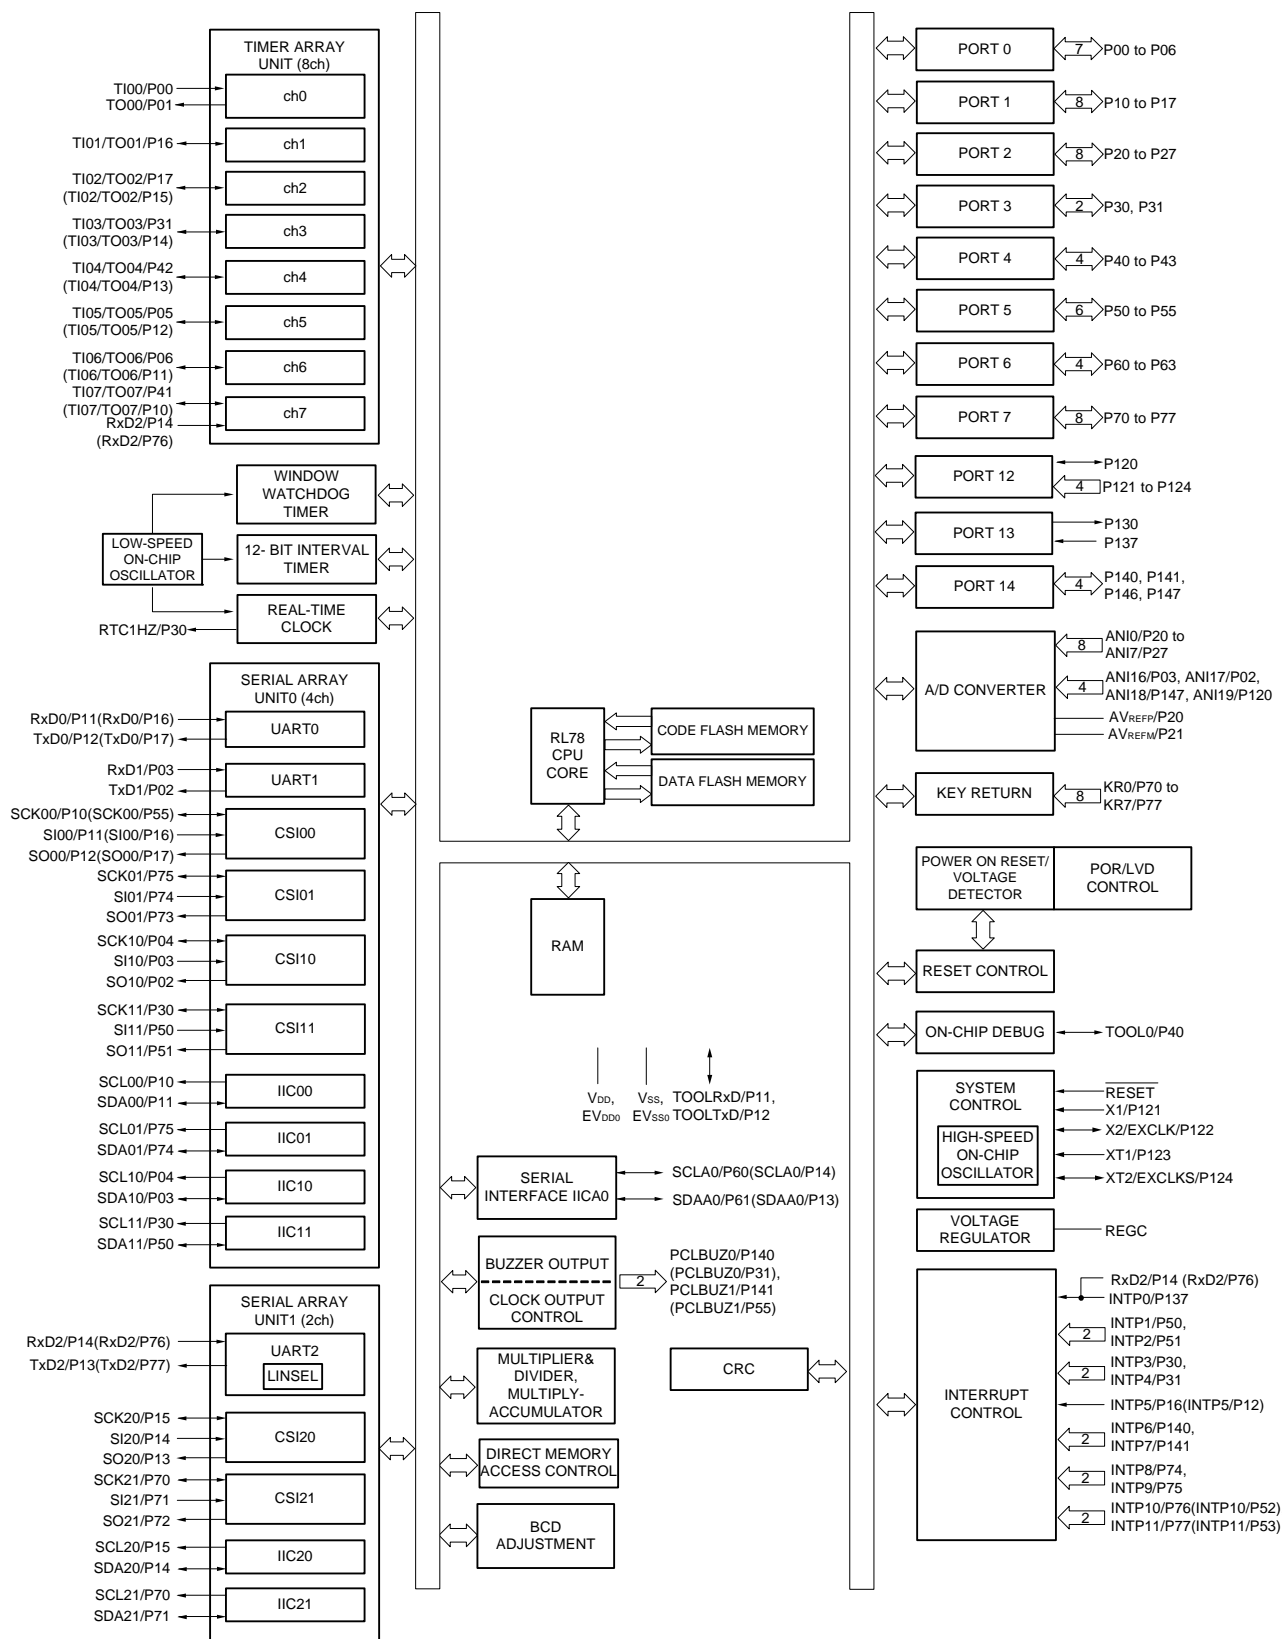 TIMER ARRAY
UNIT (8ch)
TI00/P00
TO00/P01
ch0
TI01/TO01/P16
ch1
TI02/TO02/P17
(TI02/TO02/P15)
ch2
TI03/TO03/P31
(TI03/TO03/P14)
ch3
TI04/TO04/P42
(TI04/TO04/P13)
ch4
TI05/TO05/P05
(TI05/TO05/P12)
ch5
TI06/TO06/P06
(TI06/TO06/P11)
ch6
TI07/TO07/P41
(TI07/TO07/P10)
RxD2/P14
(RxD2/P76)
ch7
WINDOW
WATCHDOG
TIMER
LOW-SPEED
ON-CHIP
OSCILLATOR
12- BIT INTERVAL
TIMER
REAL-TIME
CLOCK
RTC1HZ/P30
SERIAL ARRAY
UNIT0 (4ch)
RxD0/P11(RxD0/P16)
TxD0/P12(TxD0/P17)
UART0
RxD1/P03
TxD1/P02
UART1
SCK00/P10(SCK00/P55)
SI00/P11(SI00/P16)
SO00/P12(SO00/P17)
CSI00
SCK01/P75
SI01/P74
SO01/P73
CSI01
SCK10/P04
SI10/P03
SO10/P02
CSI10
SCK11/P30
SI11/P50
SO11/P51
CSI11
SCL00/P10
SDA00/P11
IIC00
SCL01/P75
SDA01/P74
IIC01
SCL10/P04
SDA10/P03
IIC10
SCL11/P30
SDA11/P50
IIC11
SERIAL ARRAY
UNIT1 (2ch)
RxD2/P14(RxD2/P76)
TxD2/P13(TxD2/P77)
UART2
LINSEL
SCK20/P15
SI20/P14
SO20/P13
CSI20
SCK21/P70
SI21/P71
SO21/P72
CSI21
SCL20/P15
SDA20/P14
IIC20
SCL21/P70
SDA21/P71
IIC21
RL78
CPU
CORE
CODE FLASH MEMORY
DATA FLASH MEMORY
RAM
VDD,
EVDD0
VSS,
EVSS0
TOOLRxD/P11,
TOOLTxD/P12
SERIAL
INTERFACE IICA0
SCLA0/P60(SCLA0/P14)
SDAA0/P61(SDAA0/P13)
BUZZER OUTPUT
CLOCK OUTPUT
CONTROL
2
PCLBUZ0/P140
(PCLBUZ0/P31),
PCLBUZ1/P141
(PCLBUZ1/P55)
MULTIPLIER&
DIVIDER,
MULTIPLY-
ACCUMULATOR
CRC
DIRECT MEMORY
ACCESS CONTROL
BCD
ADJUSTMENT
PORT 0
7
P00 to P06
PORT 1
8
P10 to P17
PORT 2
8
P20 to P27
PORT 3
2
P30, P31
PORT 4
4
P40 to P43
PORT 5
6
P50 to P55
PORT 6
4
P60 to P63
PORT 7
8
P70 to P77
PORT 12
P120
4
P121 to P124
PORT 13
P130
P137
PORT 14
4
P140, P141,
P146, P147
A/D CONVERTER
8
ANI0/P20 to
ANI7/P27
4
ANI16/P03, ANI17/P02,
ANI18/P147, ANI19/P120
AVREFP/P20
AVREFM/P21
KEY RETURN
8
KR0/P70 to
KR7/P77
POWER ON RESET/
VOLTAGE
DETECTOR
POR/LVD
CONTROL
RESET CONTROL
ON-CHIP DEBUG
TOOL0/P40
SYSTEM
CONTROL
HIGH-SPEED
ON-CHIP
OSCILLATOR
RESET
X1/P121
X2/EXCLK/P122
XT1/P123
XT2/EXCLKS/P124
VOLTAGE
REGULATOR
REGC
INTERRUPT
CONTROL
RxD2/P14 (RxD2/P76)
INTP0/P137
2
INTP1/P50,
INTP2/P51
2
INTP3/P30,
INTP4/P31
INTP5/P16(INTP5/P12)
2
INTP6/P140,
INTP7/P141
2
INTP8/P74,
INTP9/P75
2
INTP10/P76(INTP10/P52)
INTP11/P77(INTP11/P53)